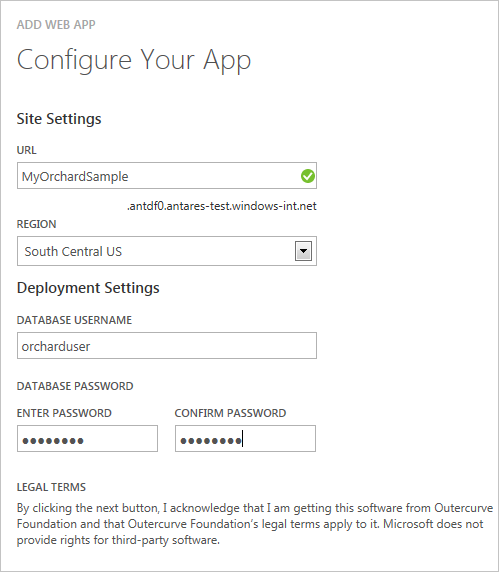 ADD WEB APP
Configure Your App
Site Settings
URL
MyOrchardSample
.antdf0.antares-test.windows-int.net
REGION
South Central US
Deployment Settings
DATABASE USERNAME
orcharduser
DATABASE PASSWORD
ENTER PASSWORD CONFIRM PASSWORD
●●●●●●●● ●●●●●●●●
LEGAL TERMS
By clicking the next button, I acknowledge that I am getting this software from Outercurve
Foundation and that Outercurve Foundation's legal terms apply to it. Microsoft does not
provide rights for third-party software.